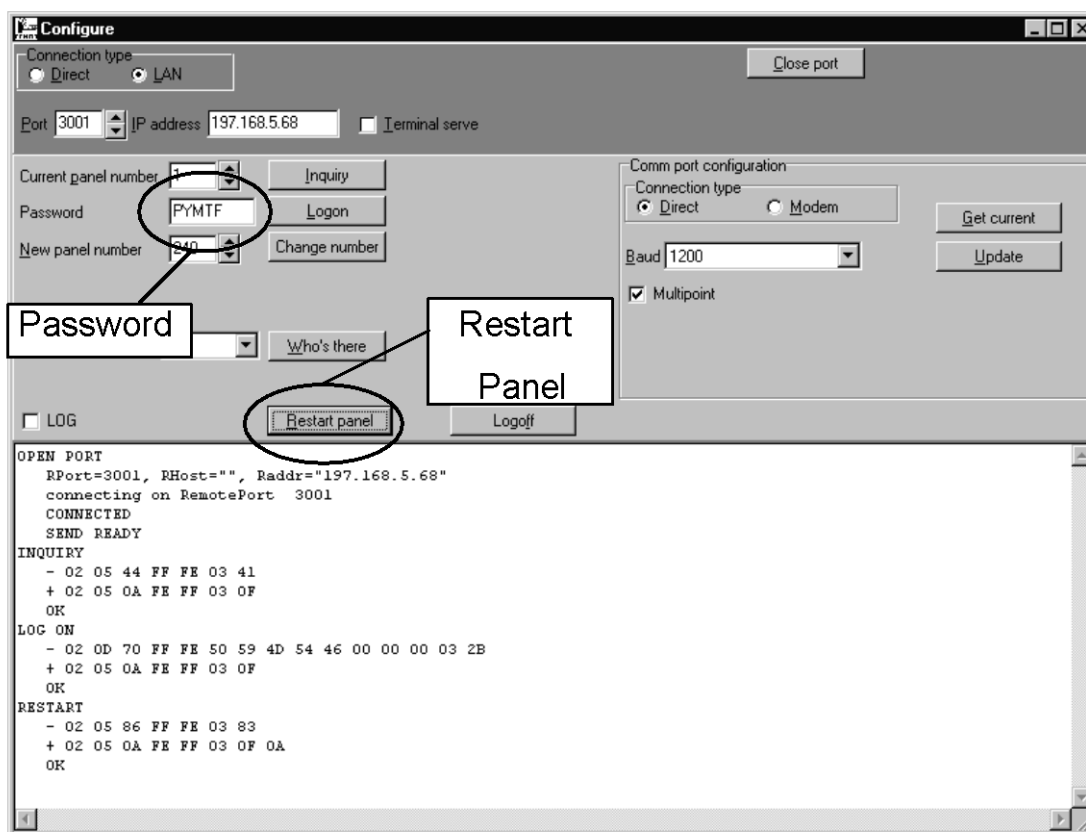 Configure
Connection type
Direct LAN
Close port
Port 3001 IP address 197.168.5.68 Terminal serve
Current panel number 1 Inquiry
Password PYMTF Logon
New panel number 240 Change number
Comm port configuration
Connection type
Direct Modem
Get current
Baud 1200 Update
Multipoint
Password
Who's there
Restart
Panel
LOG Restart panel Logoff
OPEN PORT
RPort=3001, RHost="", Raddr="197.168.5.68"
connecting on RemotePort 3001
CONNECTED
SEND READY
INQUIRY
- 02 05 44 FF FE 03 41
+ 02 05 0A FE FF 03 0F
OK
LOG ON
- 02 0D 70 FF FE 50 59 4D 54 46 00 00 00 03 2B
+ 02 05 0A FE FF 03 0F
OK
RESTART
- 02 05 86 FF FE 03 83
+ 02 05 0A FE FF 03 0F 0A
OK